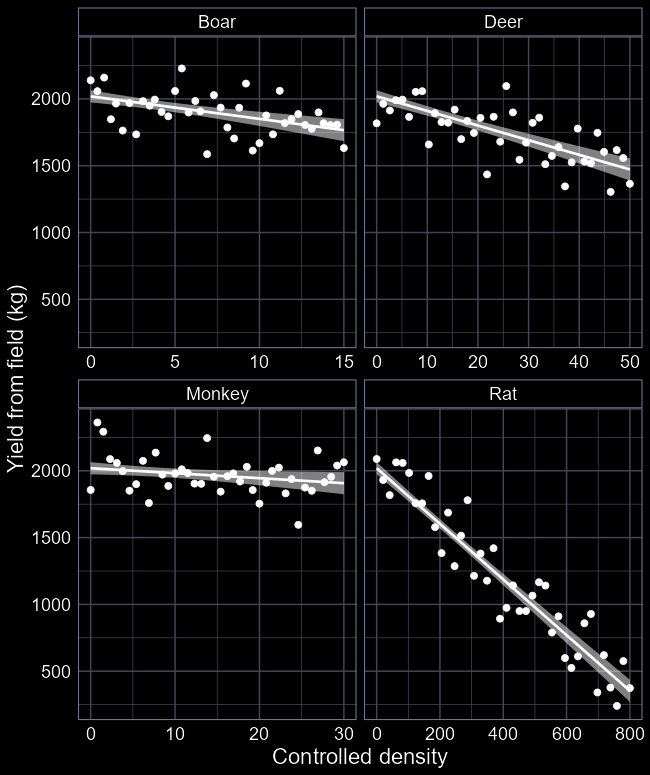 Boar
Deer
2000
1500
1000
500
0 5 10 15
0 10 20 30 40 50
Monkey
Rat
2000
1500
1000
500
0 10 20 30
0 200 400 600 800
Yield from field (kg)
Controlled density